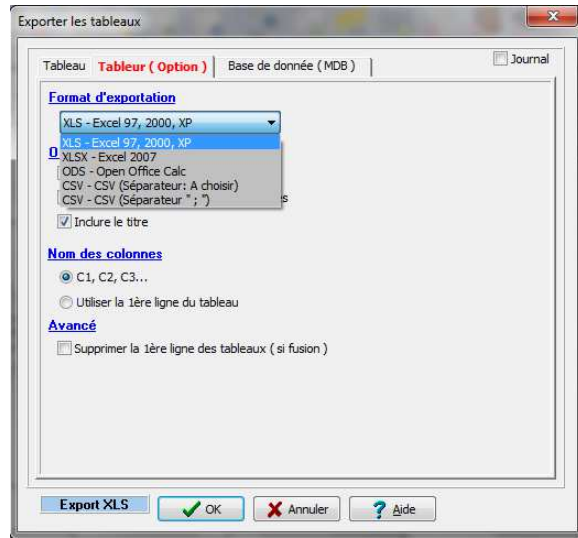 Exporter les tableaux
Tableau Tableur ( Option ) Base de donnée ( MDB ) Journal
Format d'exportation
XLS - Excel 97, 2000, XP
XLS - Excel 97, 2000, XP
XLSX - Excel 2007
ODS - Open Office Calc
CSV - CSV (Séparateur: A choisir)
CSV - CSV (Séparateur " ; ")
Inclure le titre
Nom des colonnes
C1, C2, C3...
Utiliser la 1ère ligne du tableau
Avancé
Supprimer la 1ère ligne des tableaux ( si fusion )
Export XLS OK Annuler Aide